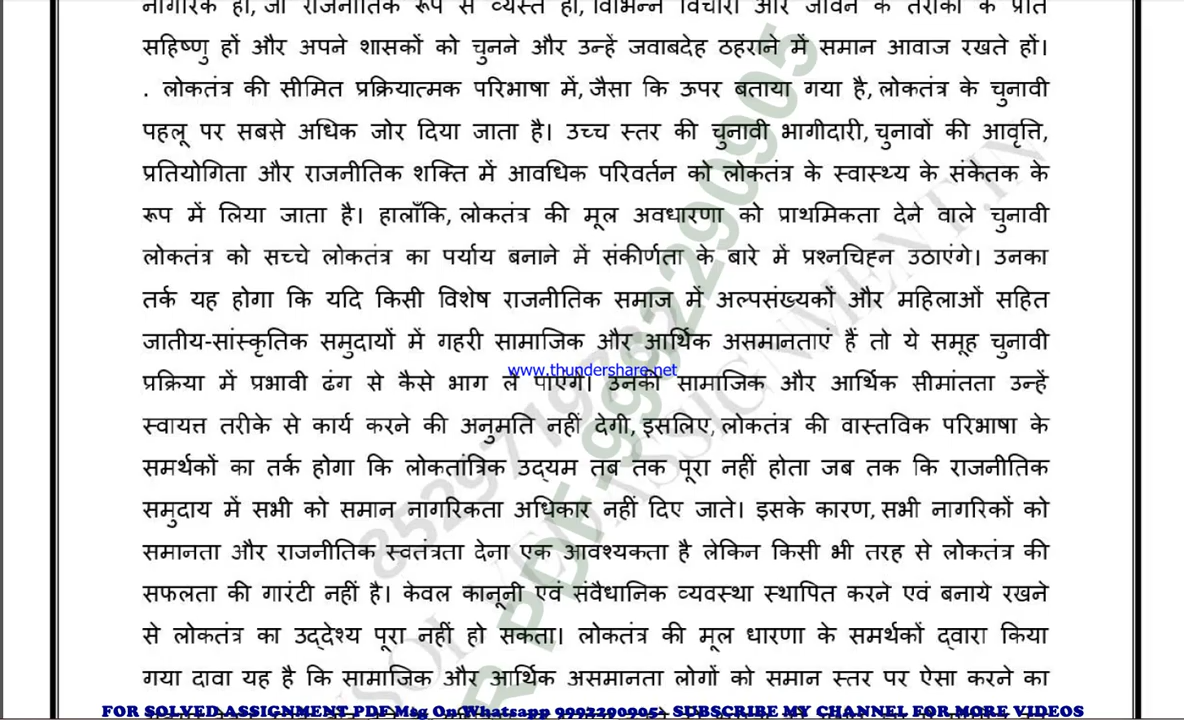 नागरिक हों, जो राजनीतिक रूप से व्यस्त हों, विभिन्न विचारों और जीवन के तरीकों के प्रति
सहिष्णु हों और अपने शासकों को चुनने और उन्हें जवाबदेह ठहराने में समान आवाज रखते हों।
. लोकतंत्र की सीमित प्रक्रियात्मक परिभाषा में, जैसा कि ऊपर बताया गया है, लोकतंत्र के चुनावी
पहलू पर सबसे अधिक जोर दिया जाता है। उच्च स्तर की चुनावी भागीदारी, चुनावों की आवृत्ति,
प्रतियोगिता और राजनीतिक शक्ति में आवधिक परिवर्तन को लोकतंत्र के स्वास्थ्य के संकेतक के
रूप में लिया जाता है। हालाँकि, लोकतंत्र की मूल अवधारणा को प्राथमिकता देने वाले चुनावी
लोकतंत्र को सच्चे लोकतंत्र का पर्याय बनाने में संकीर्णता के बारे में प्रश्नचिह्न उठाएंगे। उनका
तर्क यह होगा कि यदि किसी विशेष राजनीतिक समाज में अल्पसंख्यकों और महिलाओं सहित
जातीय-सांस्कृतिक समुदायों में गहरी सामाजिक और आर्थिक असमानताएं हैं तो ये समूह चुनावी
www.thundershare.net
प्रक्रिया में प्रभावी ढंग से कैसे भाग लें पाएंगे। उनकी सामाजिक और आर्थिक सीमांतता उन्हें
स्वायत्त तरीके से कार्य करने की अनुमति नहीं देगी, इसलिए, लोकतंत्र की वास्तविक परिभाषा के
समर्थकों का तर्क होगा कि लोकतांत्रिक उद्यम तब तक पूरा नहीं होता जब तक कि राजनीतिक
समुदाय में सभी को समान नागरिकता अधिकार नहीं दिए जाते। इसके कारण, सभी नागरिकों को
समानता और राजनीतिक स्वतंत्रता देना एक आवश्यकता है लेकिन किसी भी तरह से लोकतंत्र की
सफलता की गारंटी नहीं है। केवल कानूनी एवं संवैधानिक व्यवस्था स्थापित करने एवं बनाये रखने
से लोकतंत्र का उद्देश्य पूरा नहीं हो सकता। लोकतंत्र की मूल धारणा के समर्थकों द्वारा किया
गया दावा यह है कि सामाजिक और आर्थिक असमानता लोगों को समान स्तर पर ऐसा करने का
FOR SOLVED ASSIGNMENT PDF Msg On Whatsapp 9992290905- SUBSCRIBE MY CHANNEL FOR MORE VIDEOS